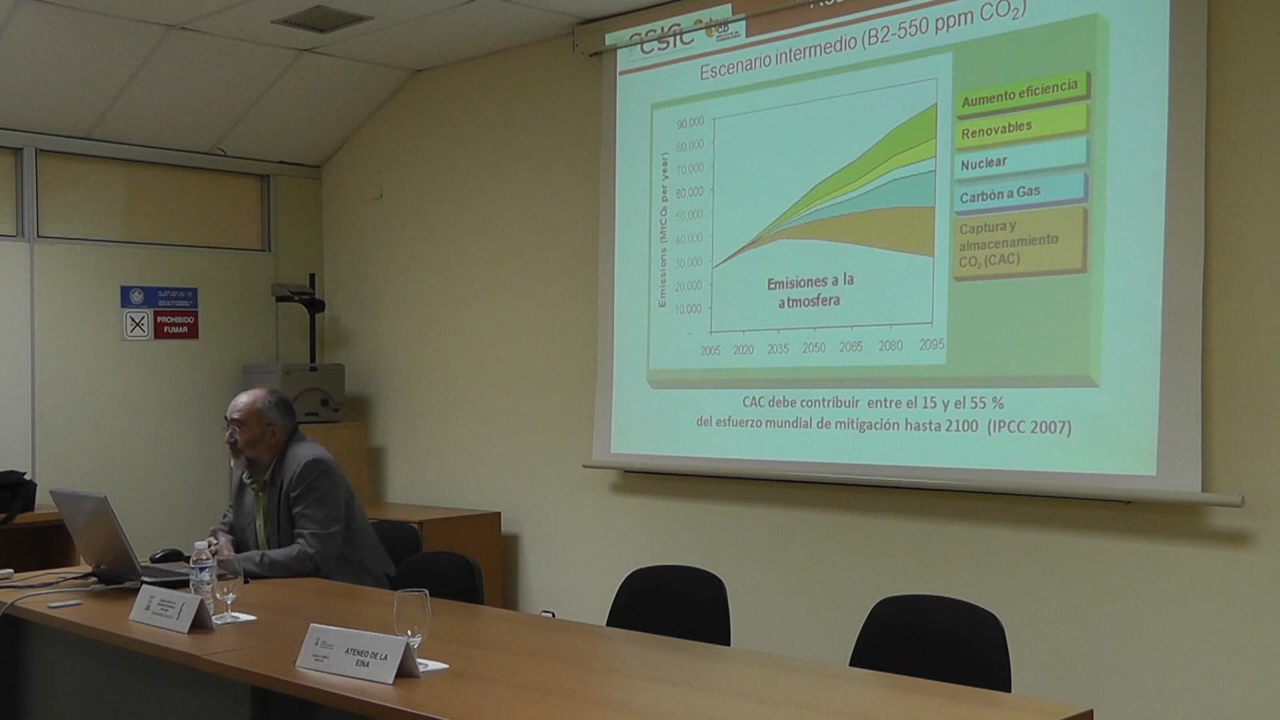 CSIC
Escenario intermedio (B2-550 ppm CO₂)
Emissions (MtCO₂ per year)
90,000
80,000
70,000
60,000
50,000
40,000
30,000
20,000
10,000
-
2005 2020 2035 2050 2065 2080 2095
Emisiones a la
atmosfera
Aumento eficiencia
Renovables
Nuclear
Carbón a Gas
Captura y
almacenamiento
CO₂ (CAC)
CAC debe contribuir entre el 15 y el 55 %
del esfuerzo mundial de mitigación hasta 2100 (IPCC 2007)
PROHIBIDO
FUMAR
ATENEO DE LA
EINA